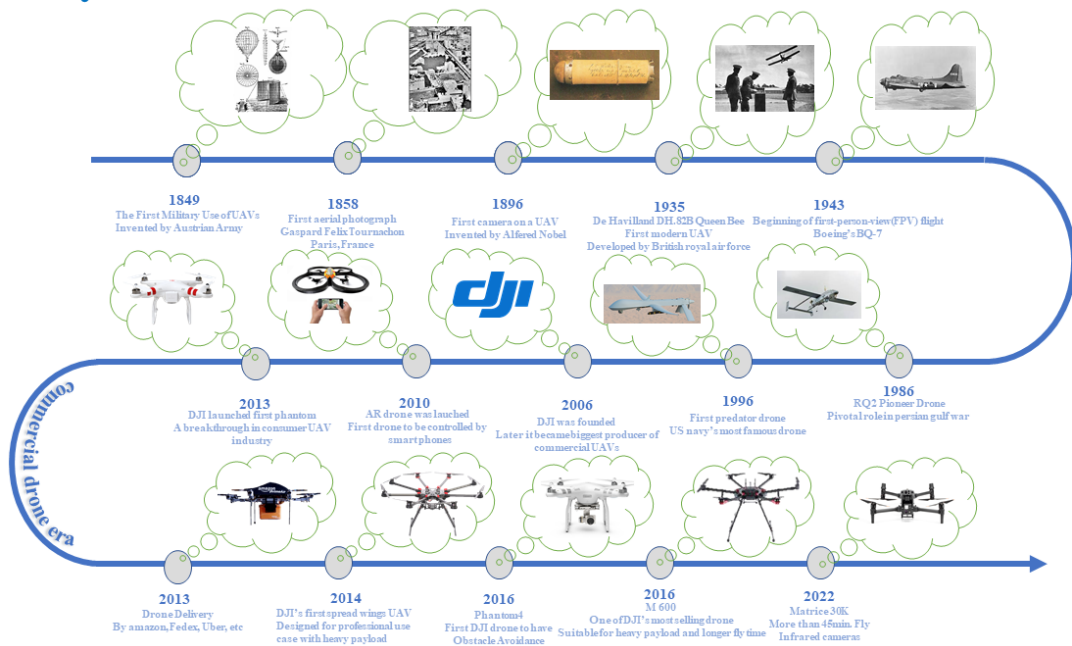 1849
The First Military Use of UAVs
Invented by Austrian Army
1858
First aerial photograph
Gaspard Felix Tournachon
Paris, France
1896
First camera on a UAV
Invented by Alfered Nobel
1935
De Havilland DH.82B Queen Bee
First modern UAV
Developed by British royal air force
1943
Beginning of first-person-view(FPV) flight
Boeing's BQ-7
dji
2013
DJI launched first phantom
A breakthrough in consumer UAV
industry
2010
AR drone was lauched
First drone to be controlled by
smartphones
2006
DJI was founded
Later it became biggest producer of
commercial UAVs
1996
First predator drone
US navy's most famous drone
1986
RQ2 Pioneer Drone
Pivotal role in persian gulf war
commercial drone era
2013
Drone Delivery
By amazon, Fedex, Uber, etc
2014
DJI's first spread wings UAV
Designed for professional use
case with heavy payload
2016
Phantom4
First DJI drone to have
Obstacle Avoidance
2016
M 600
One of DJI's most selling drone
Suitable for heavy payload and longer fly time
2022
Matrice 30K
More than 45min. Fly
Infrared cameras